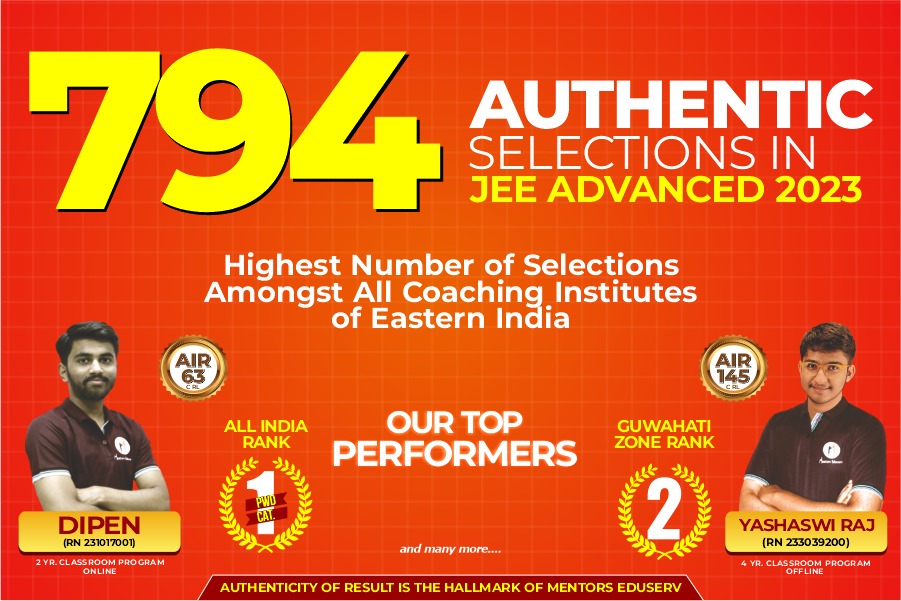 794
AUTHENTIC
SELECTIONS IN
JEE ADVANCED 2023
Highest Number of Selections
Amongst All Coaching Institutes
of Eastern India
AIR
63
CRL
AIR
145
CRL
ALL INDIA
RANK
1
PWD
CAT.
OUR TOP
PERFORMERS
GUWAHATI
ZONE RANK
2
DIPEN
(RN 231017001)
2 YR. CLASSROOM PROGRAM
ONLINE
and many more....
YASHASWI RAJ
(RN 233039200)
4 YR. CLASSROOM PROGRAM
OFFLINE
AUTHENTICITY OF RESULT IS THE HALLMARK OF MENTORS EDUSERV